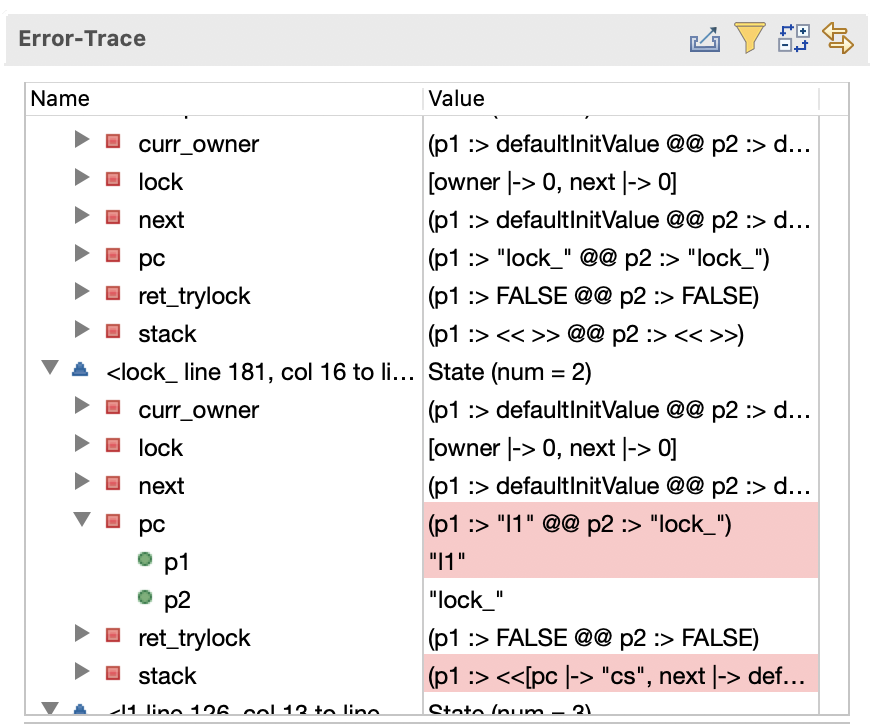 Error-Trace
Name Value
curr_owner (p1 :> defaultInitValue @@ p2 :> d...
lock [owner |-> 0, next |-> 0]
next (p1 :> defaultInitValue @@ p2 :> d...
pc (p1 :> "lock_" @@ p2 :> "lock_")
ret_trylock (p1 :> FALSE @@ p2 :> FALSE)
stack (p1 :> << >> @@ p2 :> << >>)
<lock_ line 181, col 16 to li... State (num = 2)
curr_owner (p1 :> defaultInitValue @@ p2 :> d...
lock [owner |-> 0, next |-> 0]
next (p1 :> defaultInitValue @@ p2 :> d...
pc (p1 :> "l1" @@ p2 :> "lock_")
p1 "l1"
p2 "lock_"
ret_trylock (p1 :> FALSE @@ p2 :> FALSE)
stack (p1 :> <<[pc |-> "cs", next |-> def...
<l1 line 126, col 13 to line State (num = 3)